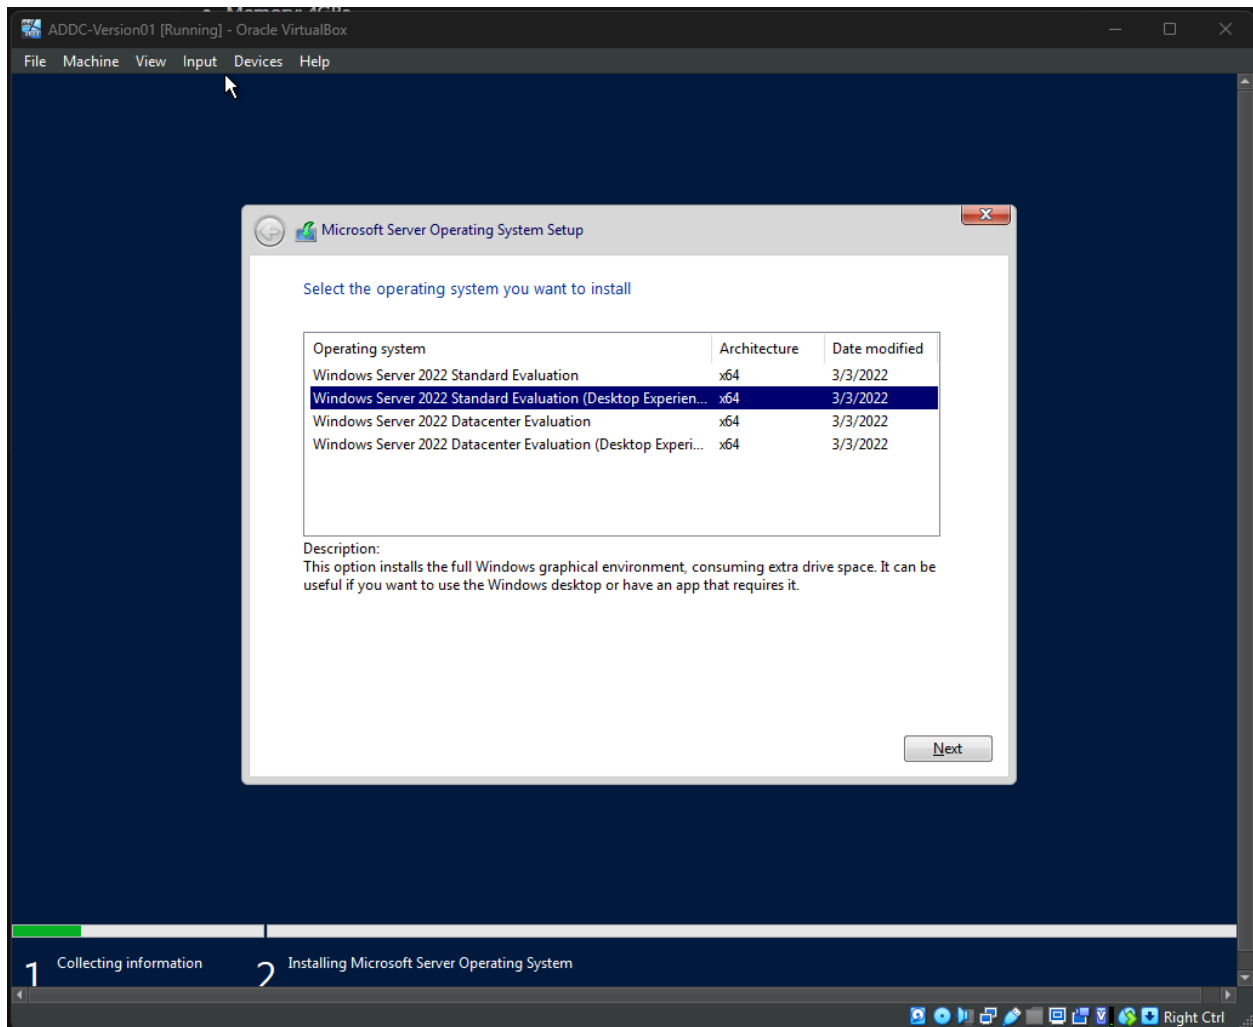 ADDC-Version01 [Running] - Oracle VirtualBox
File Machine View Input Devices Help
Microsoft Server Operating System Setup
Select the operating system you want to install
Operating system Architecture Date modified
Windows Server 2022 Standard Evaluation x64 3/3/2022
Windows Server 2022 Standard Evaluation (Desktop Experien... x64 3/3/2022
Windows Server 2022 Datacenter Evaluation x64 3/3/2022
Windows Server 2022 Datacenter Evaluation (Desktop Experi... x64 3/3/2022
Description:
This option installs the full Windows graphical environment, consuming extra drive space. It can be
useful if you want to use the Windows desktop or have an app that requires it.
Next
1 Collecting information 2 Installing Microsoft Server Operating System
Right Ctrl